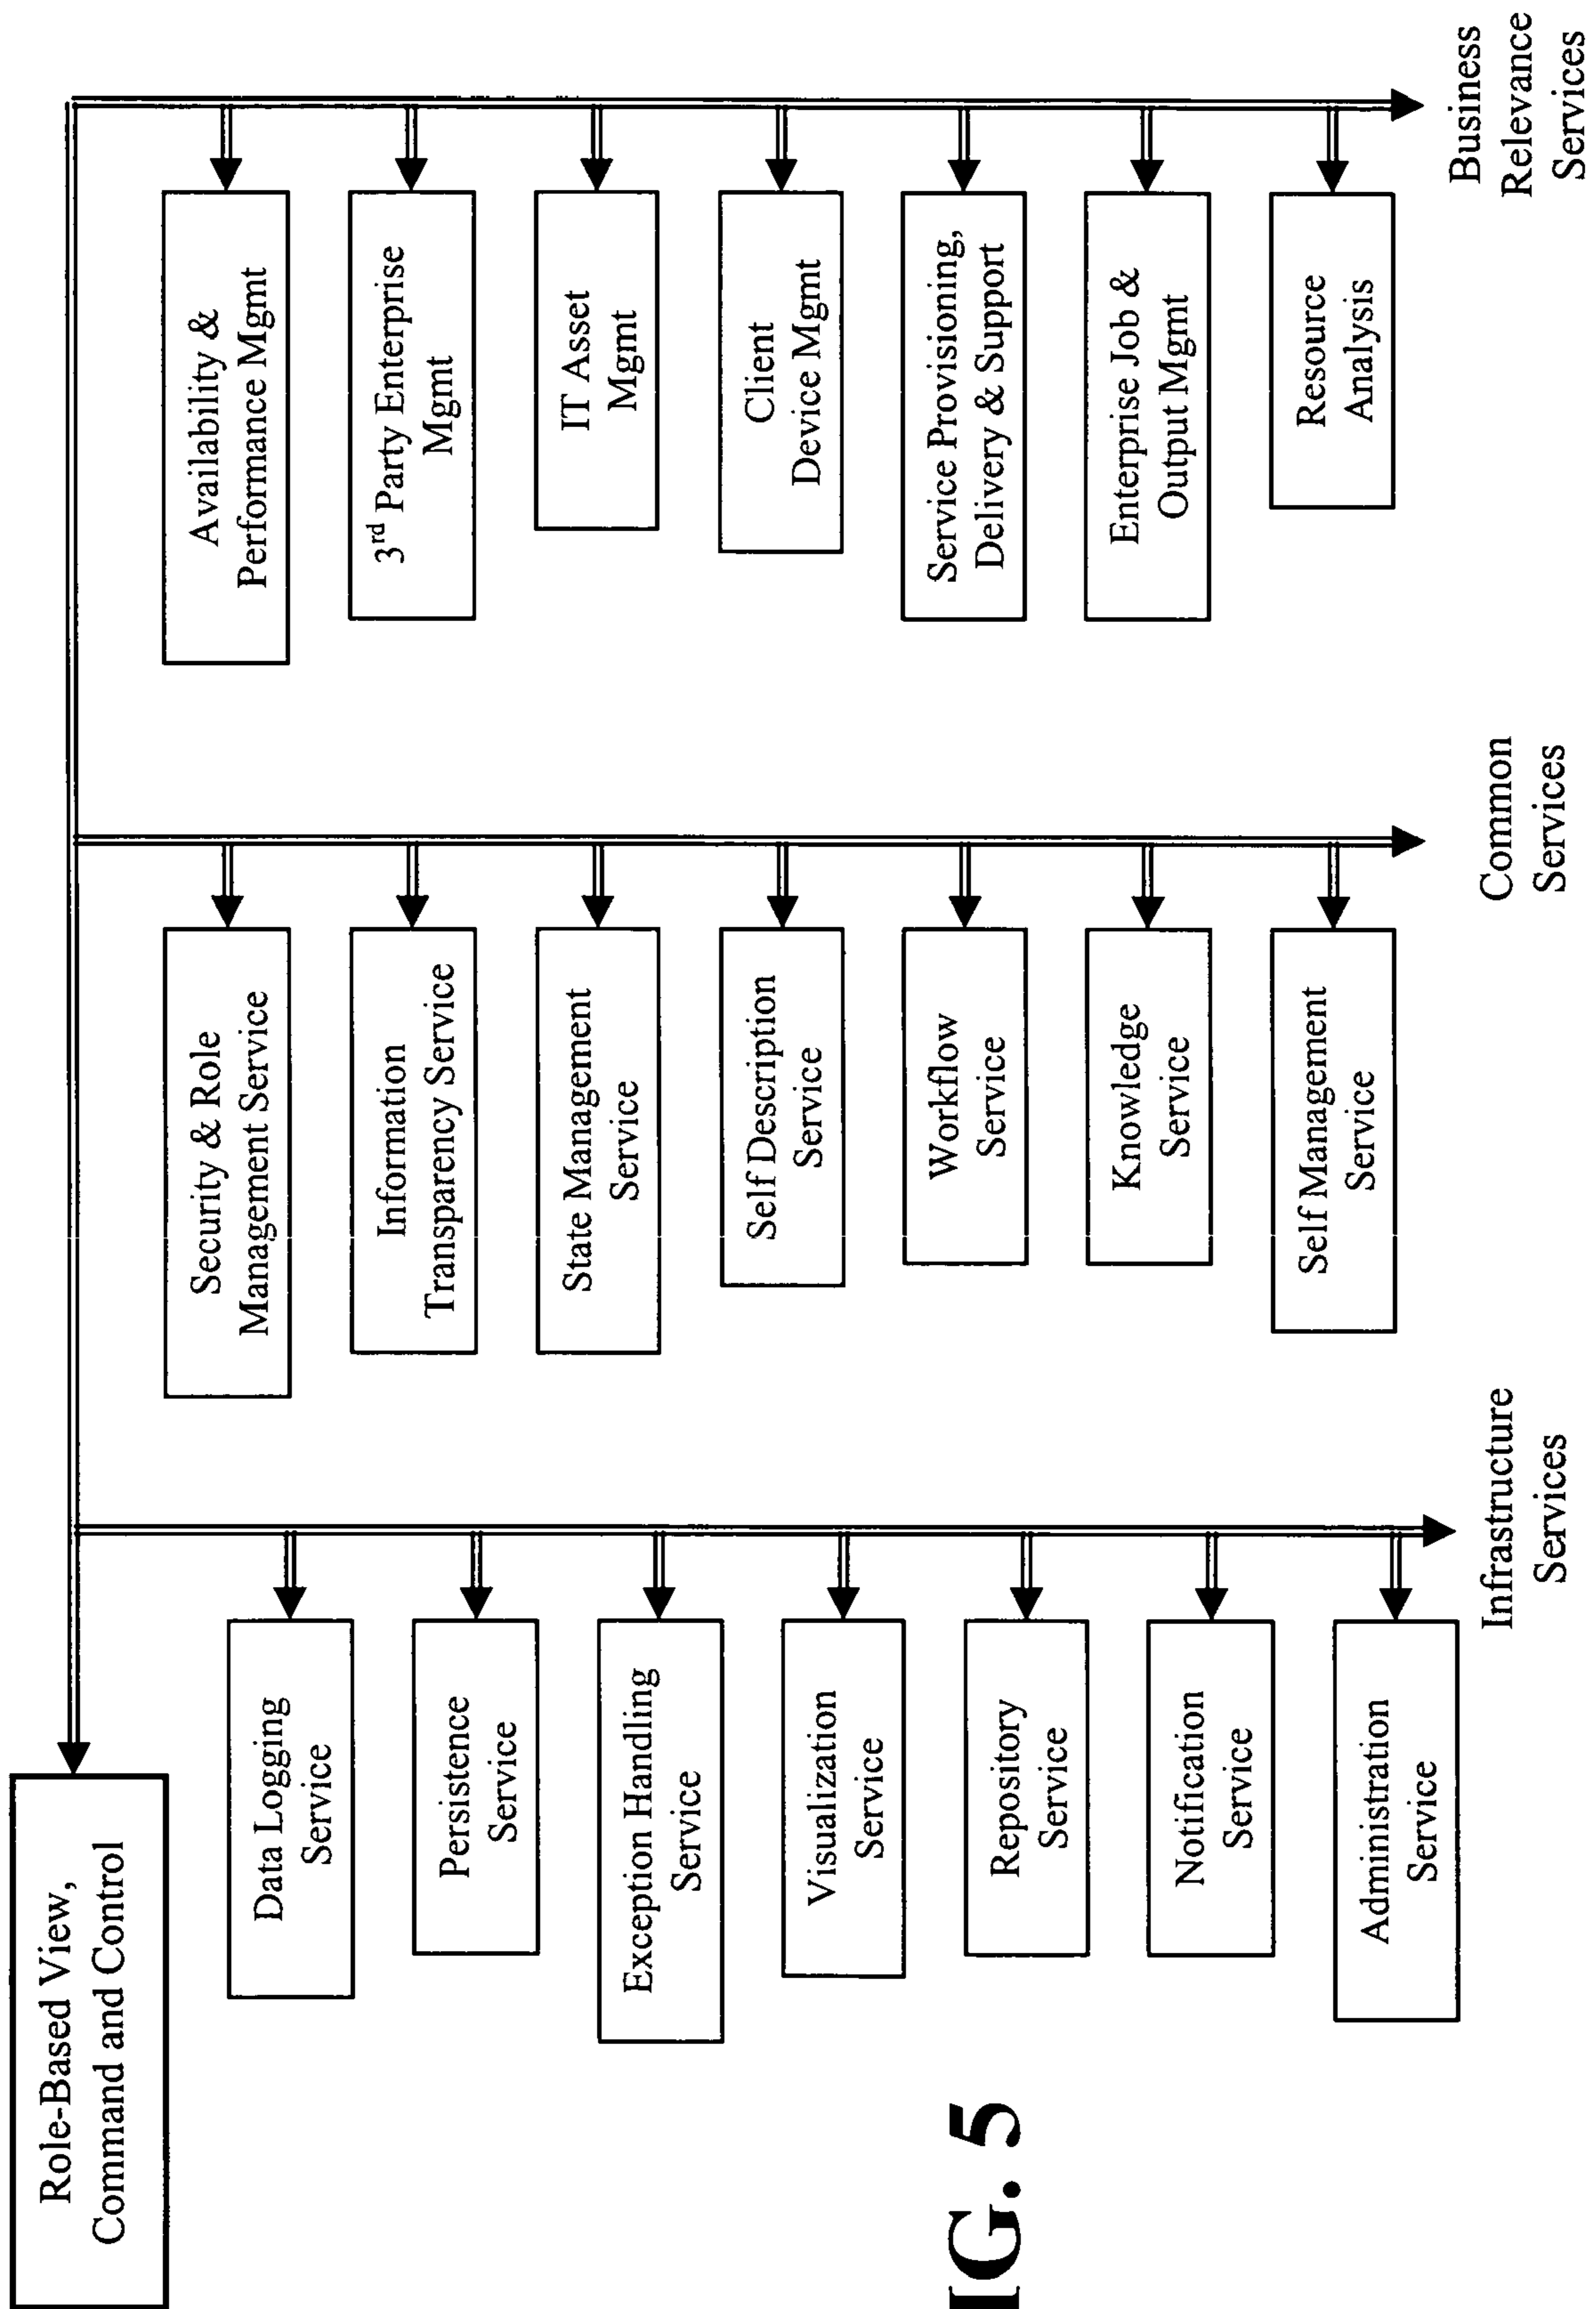 Role-Based View,
Command and Control
Data Logging
Service
Persistence
Service
Exception Handling
Service
Visualization
Service
Repository
Service
Notification
Service
Administration
Service
Infrastructure
Services
Security & Role
Management Service
Information
Transparency Service
State Management
Service
Self Description
Service
Workflow
Service
Knowledge
Service
Self Management
Service
Common
Services
Availability &
Performance Mgmt
3rd Party Enterprise
Mgmt
IT Asset
Mgmt
Client
Device Mgmt
Service Provisioning,
Delivery & Support
Enterprise Job &
Output Mgmt
Resource
Analysis
Business
Relevance
Services
IG. 5